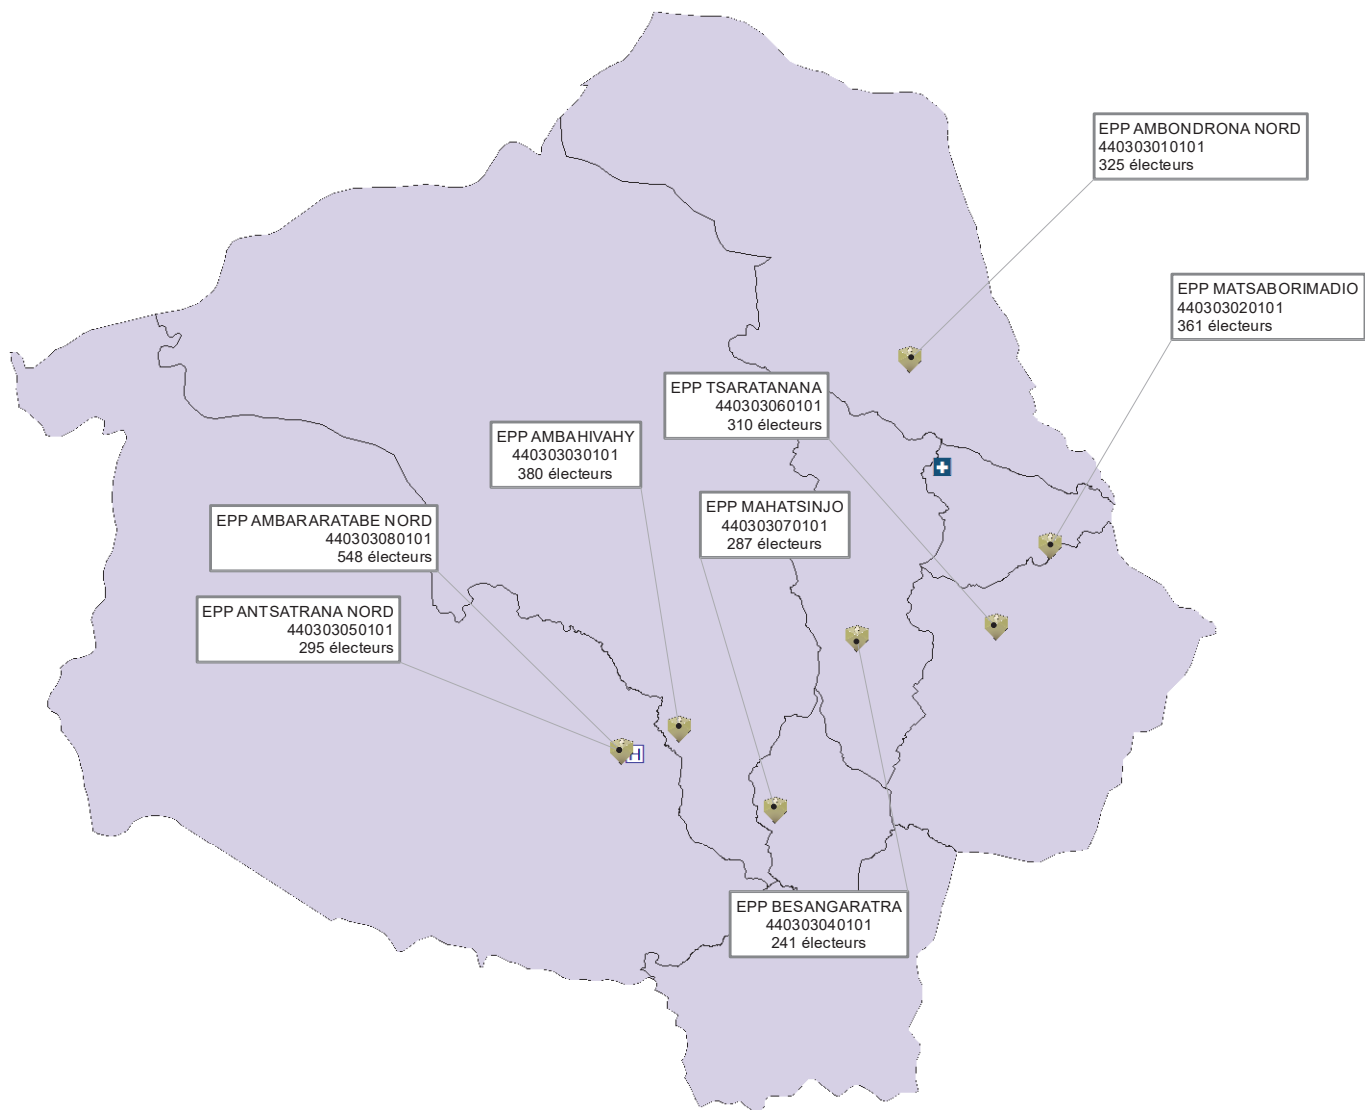 EPP AMBONDRONA NORD
440303010101
325 électeurs
EPP MATSABORIMADIO
440303020101
361 électeurs
EPP TSARATANANA
440303060101
310 électeurs
EPP AMBAHIVAHY
440303030101
380 électeurs
EPP MAHATSINJO
440303070101
287 électeurs
EPP AMBARARATABE NORD
440303080101
548 électeurs
EPP ANTSATRANA NORD
440303050101
295 électeurs
H
EPP BESANGARATRA
440303040101
241 électeurs